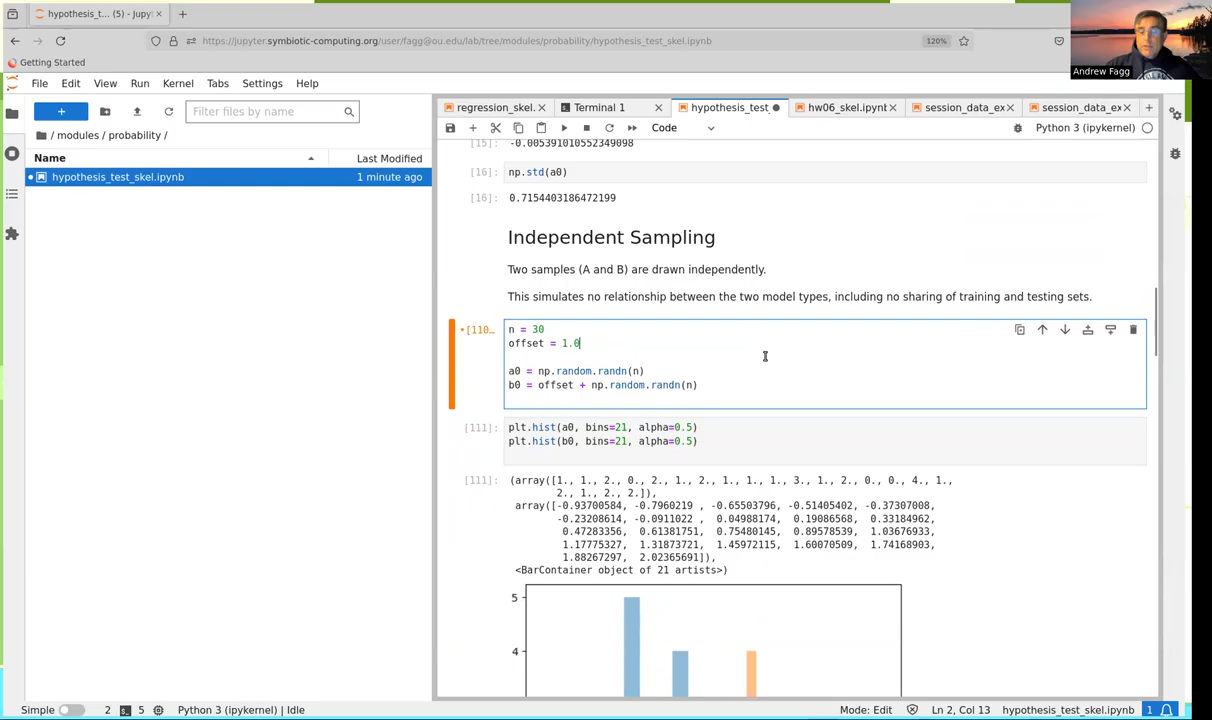 hypothesis_t... (5) - Jupyt
https://jupyter.symbiotic-computing.org/user/fagg@ou.edu/lab/tree/modules/probability/hypothesis_test_skel.ipynb
120%
Getting Started
Andrew Fagg
File Edit View Run Kernel Tabs Settings Help
Filter files by name
/ modules / probability /
Name Last Modified
hypothesis_test_skel.ipynb 1 minute ago
regression_skel. Terminal 1 hypothesis_test_ hw06_skel.ipynt session_data_ex session_data_ex
Code Python 3 (ipykernel)
[15]: -0.005391010552349098
[16]: np.std(a0)
[16]: 0.7154403186472199
Independent Sampling
Two samples (A and B) are drawn independently.
This simulates no relationship between the two model types, including no sharing of training and testing sets.
[110... n = 30
offset = 1.0
a0 = np.random.randn(n)
b0 = offset + np.random.randn(n)
[111]: plt.hist(a0, bins=21, alpha=0.5)
plt.hist(b0, bins=21, alpha=0.5)
[111]: (array([1., 1., 2., 0., 2., 1., 2., 1., 1., 1., 3., 1., 2., 0., 0., 4., 1.,
2., 1., 2., 2.]),
array([-0.93700584, -0.7960219 , -0.65503796, -0.51405402, -0.37307008,
-0.23208614, -0.0911022 , 0.04988174, 0.19086568, 0.33184962,
0.47283356, 0.61381751, 0.75480145, 0.89578539, 1.03676933,
1.17775327, 1.31873721, 1.45972115, 1.60070509, 1.74168903,
1.88267297, 2.02365691]),
<BarContainer object of 21 artists>)
5
4
Simple 2 5 Python 3 (ipykernel) | Idle Mode: Edit Ln 2, Col 13 hypothesis_test_skel.ipynb 1